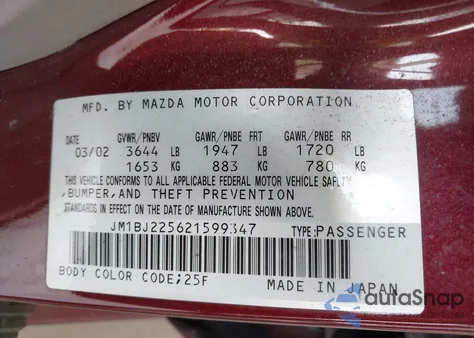 MFD. BY MAZDA MOTOR CORPORATION
DATE GVWR/PNBV GAWR/PNBE FRT GAWR/PNBE RR
03/02 3644 LB 1947 LB 1720 LB
1653 KG 883 KG 780 KG
THIS VEHICLE CONFORMS TO ALL APPLICABLE FEDERAL MOTOR VEHICLE SAFETY
,BUMPER,AND THEFT PREVENTION
STANDARDS IN EFFECT ON THE DATE OF MANUFACTURE SHOWN ABOVE.
JM1BJ225621599347 TYPE:PASSENGER
BODY COLOR CODE;25F MADE IN JAPAN
autoSnap